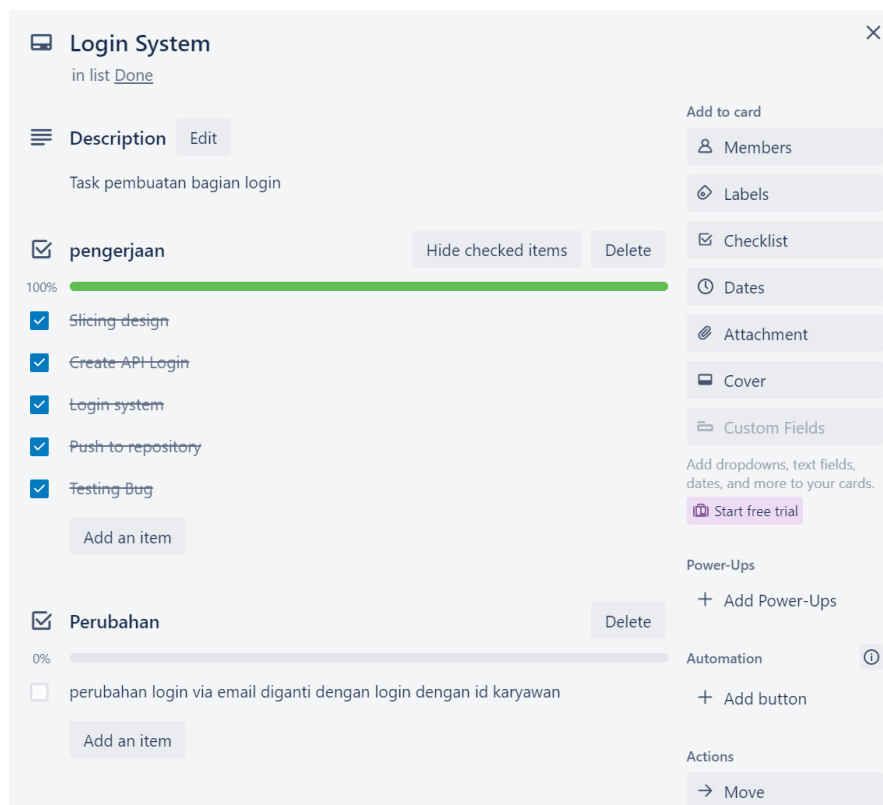 Login System
in list Done
Description Edit
Task pembuatan bagian login
pengerjaan Hide checked items Delete
100%
Slicing design
Create API Login
Login system
Push to repository
Testing Bug
Add an item
Perubahan Delete
0%
perubahan login via email diganti dengan login dengan id karyawan
Add an item
Add to card
Members
Labels
Checklist
Dates
Attachment
Cover
Custom Fields
Add dropdowns, text fields,
dates, and more to your cards.
Start free trial
Power-Ups
+ Add Power-Ups
Automation
+ Add button
Actions
→ Move